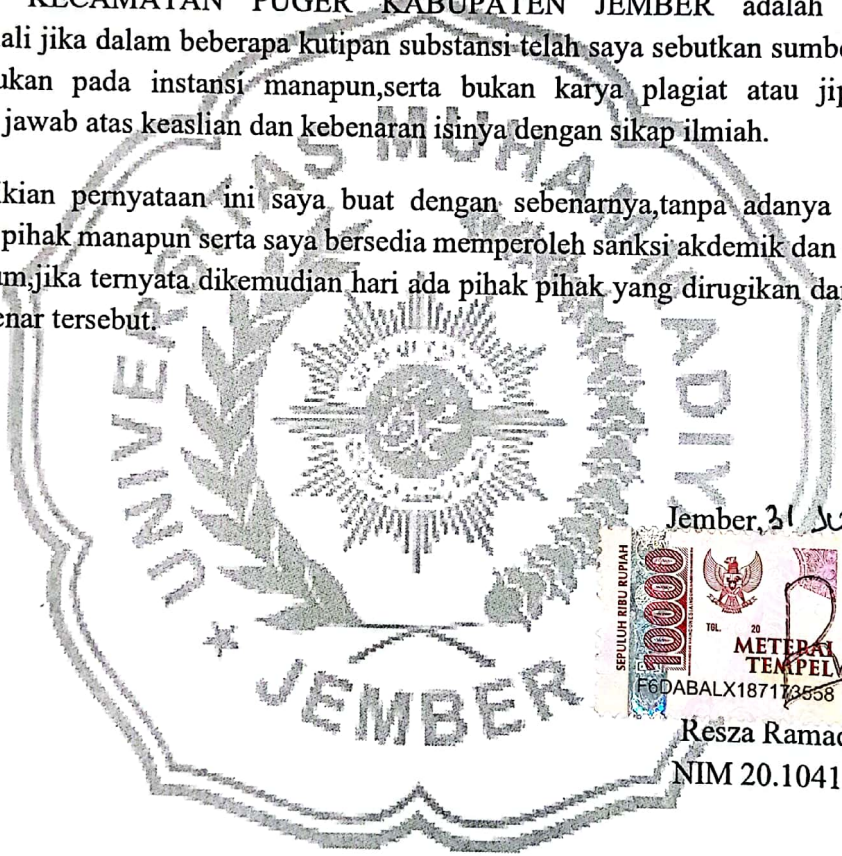 KECAMATAN PUGER KABUPATEN JEMBER adalah
ali jika dalam beberapa kutipan substansi telah saya sebutkan sumbe
ukan pada instansi manapun,serta bukan karya plagiat atau jip
jawab atas keaslian dan kebenaran isinya dengan sikap ilmiah.
kian pernyataan ini saya buat dengan sebenarnya,tanpa adanya
pihak manapun serta saya bersedia memperoleh sanksi akdemik dan
um,jika ternyata dikemudian hari ada pihak pihak yang dirugikan da
enar tersebut.
UNIVERSITAS MUHAMMADIY
JEMBER
Jember,31 Ju
SEPULUH RIBU RUPIAH
10000
TGL. 20
METERAI
TEMPEL
F6DABALX187173558
Resza Ramad
NIM 20.1041